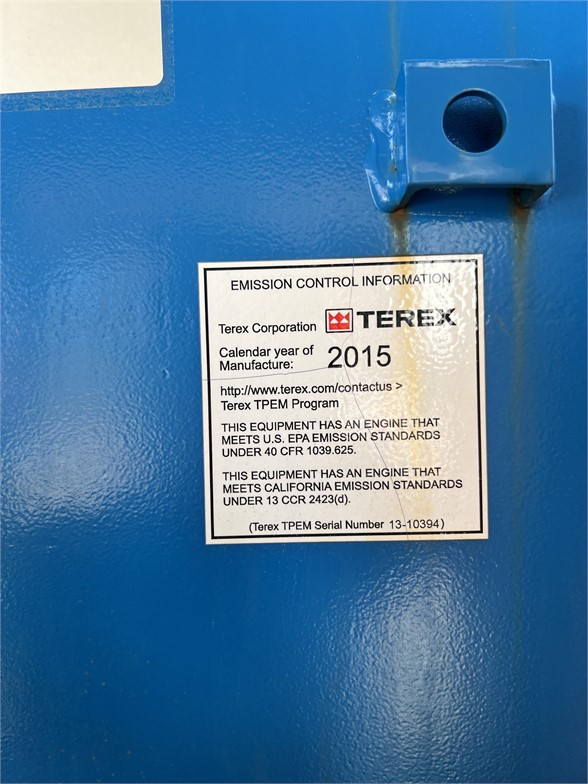 EMISSION CONTROL INFORMATION
Terex Corporation TEREX
Calendar year of
Manufacture: 2015
http://www.terex.com/contactus >
Terex TPEM Program
THIS EQUIPMENT HAS AN ENGINE THAT
MEETS U.S. EPA EMISSION STANDARDS
UNDER 40 CFR 1039.625.
THIS EQUIPMENT HAS AN ENGINE THAT
MEETS CALIFORNIA EMISSION STANDARDS
UNDER 13 CCR 2423(d).
(Terex TPEM Serial Number 13-10394)